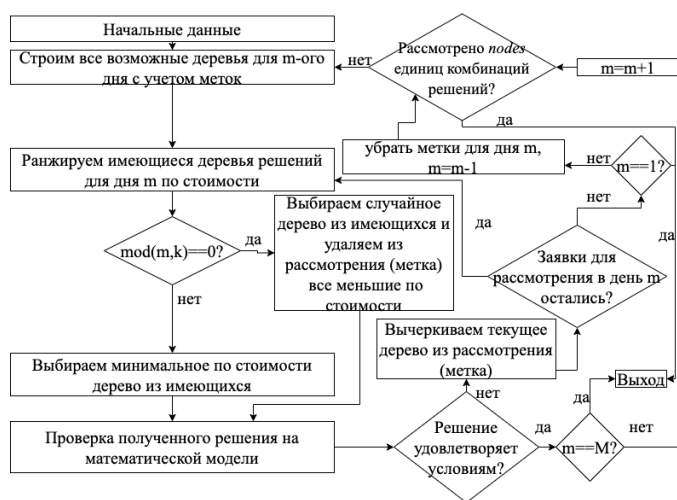 Начальные данные
Строим все возможные деревья для m-ого
дня с учетом меток
нет
Рассмотрено nodes
единиц комбинаций
решений?
m=m+1
да
убрать метки для дня m,
m=m-1
нет
m==1?
Ранжируем имеющиеся деревья решений
для дня m по стоимости
mod(m,k)==0?
да
нет
Выбираем случайное
дерево из имеющихся и
удаляем из
рассмотрения (метка)
все меньшие по
стоимости
да
нет
Заявки для
рассмотрения в день m
остались?
Вычеркиваем текущее
дерево из рассмотрения
(метка)
Выбираем минимальное по стоимости
дерево из имеющихся
нет
Выход
да
Проверка полученного решения на
математической модели
Решение
удовлетворяет
условиям?
да
m==M?
нет